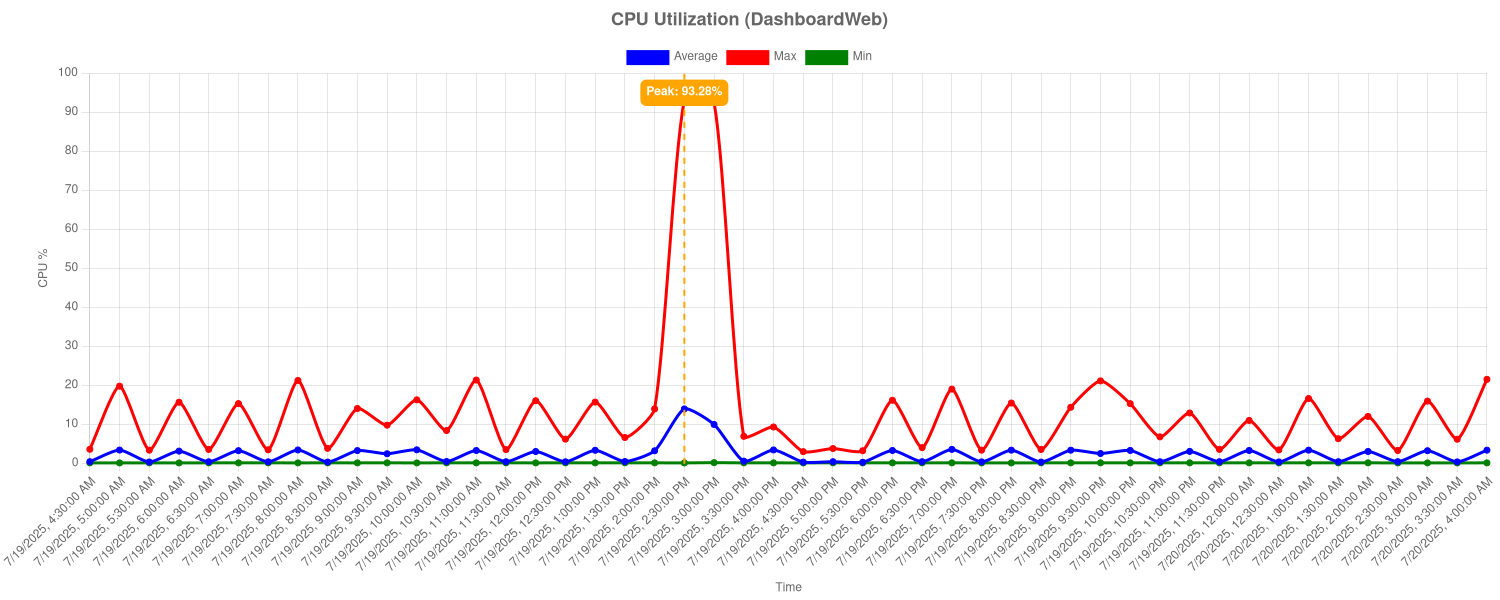 CPU Utilization (DashboardWeb)
Average Max Min
100
90
80
70
60
50
40
30
20
10
0
CPU %
Peak: 93.28%
7/19/2025, 4:30:00 AM
7/19/2025, 5:00:00 AM
7/19/2025, 5:30:00 AM
7/19/2025, 6:00:00 AM
7/19/2025, 6:30:00 AM
7/19/2025, 7:00:00 AM
7/19/2025, 7:30:00 AM
7/19/2025, 8:00:00 AM
7/19/2025, 8:30:00 AM
7/19/2025, 9:00:00 AM
7/19/2025, 9:30:00 AM
7/19/2025, 10:00:00 AM
7/19/2025, 10:30:00 AM
7/19/2025, 11:00:00 AM
7/19/2025, 11:30:00 AM
7/19/2025, 12:00:00 PM
7/19/2025, 12:30:00 PM
7/19/2025, 1:00:00 PM
7/19/2025, 1:30:00 PM
7/19/2025, 2:00:00 PM
7/19/2025, 2:30:00 PM
7/19/2025, 3:00:00 PM
7/19/2025, 3:30:00 PM
7/19/2025, 4:00:00 PM
7/19/2025, 4:30:00 PM
7/19/2025, 5:00:00 PM
7/19/2025, 5:30:00 PM
7/19/2025, 6:00:00 PM
7/19/2025, 6:30:00 PM
7/19/2025, 7:00:00 PM
7/19/2025, 7:30:00 PM
7/19/2025, 8:00:00 PM
7/19/2025, 8:30:00 PM
7/19/2025, 9:00:00 PM
7/19/2025, 9:30:00 PM
7/19/2025, 10:00:00 PM
7/19/2025, 10:30:00 PM
7/19/2025, 11:00:00 PM
7/19/2025, 11:30:00 PM
7/20/2025, 12:00:00 AM
7/20/2025, 12:30:00 AM
7/20/2025, 1:00:00 AM
7/20/2025, 1:30:00 AM
7/20/2025, 2:00:00 AM
7/20/2025, 2:30:00 AM
7/20/2025, 3:00:00 AM
7/20/2025, 3:30:00 AM
7/20/2025, 4:00:00 AM
Time